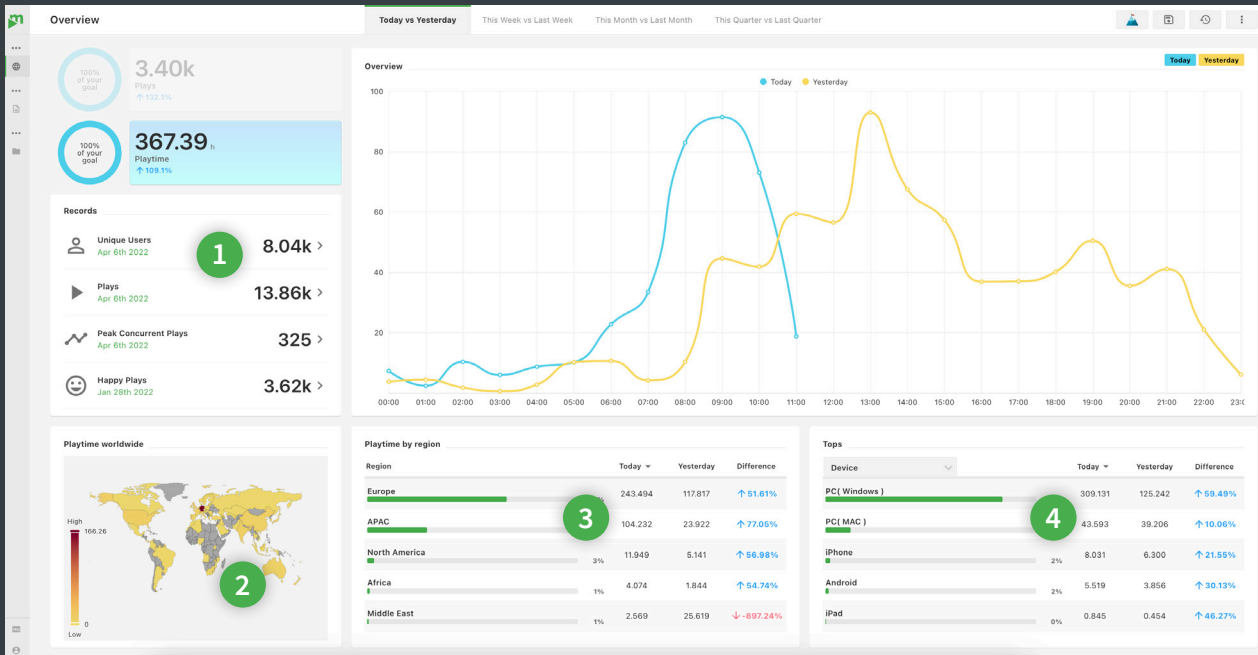 Overview
Today vs Yesterday
This Week vs Last Week
This Month vs Last Month
This Quarter vs Last Quarter
100%
of your
goal
3.40k
Plays
↑ 132.1%
100%
of your
goal
367.39 h
Playtime
↑ 109.1%
Records
Unique Users
Apr 6th 2022
1
8.04k >
Plays
Apr 6th 2022
13.86k >
Peak Concurrent Plays
Apr 6th 2022
325 >
Happy Plays
Jan 28th 2022
3.62k >
Overview
Today
Yesterday
Today Yesterday
100
80
60
40
20
00:00 01:00 02:00 03:00 04:00 05:00 06:00 07:00 08:00 09:00 10:00 11:00 12:00 13:00 14:00 15:00 16:00 17:00 18:00 19:00 20:00 21:00 22:00
Playtime worldwide
High
166.26
0
Low
2
Playtime by region
Region Today Yesterday Difference
Europe
243.494 117.817 ↑ 51.61%
3
APAC
104.232 23.922 ↑ 77.05%
North America
3% 11.949 5.141 ↑ 56.98%
Africa
1% 4.074 1.844 ↑ 54.74%
Middle East
1% 2.569 25.619 ↓ -897.24%
Tops
Device Today Yesterday Difference
PC( Windows )
309.131 125.242 ↑ 59.49%
4
PC( MAC )
43.593 39.206 ↑ 10.06%
iPhone
2% 8.031 6.300 ↑ 21.55%
Android
2% 5.519 3.856 ↑ 30.13%
iPad
0% 0.845 0.454 ↑ 46.27%